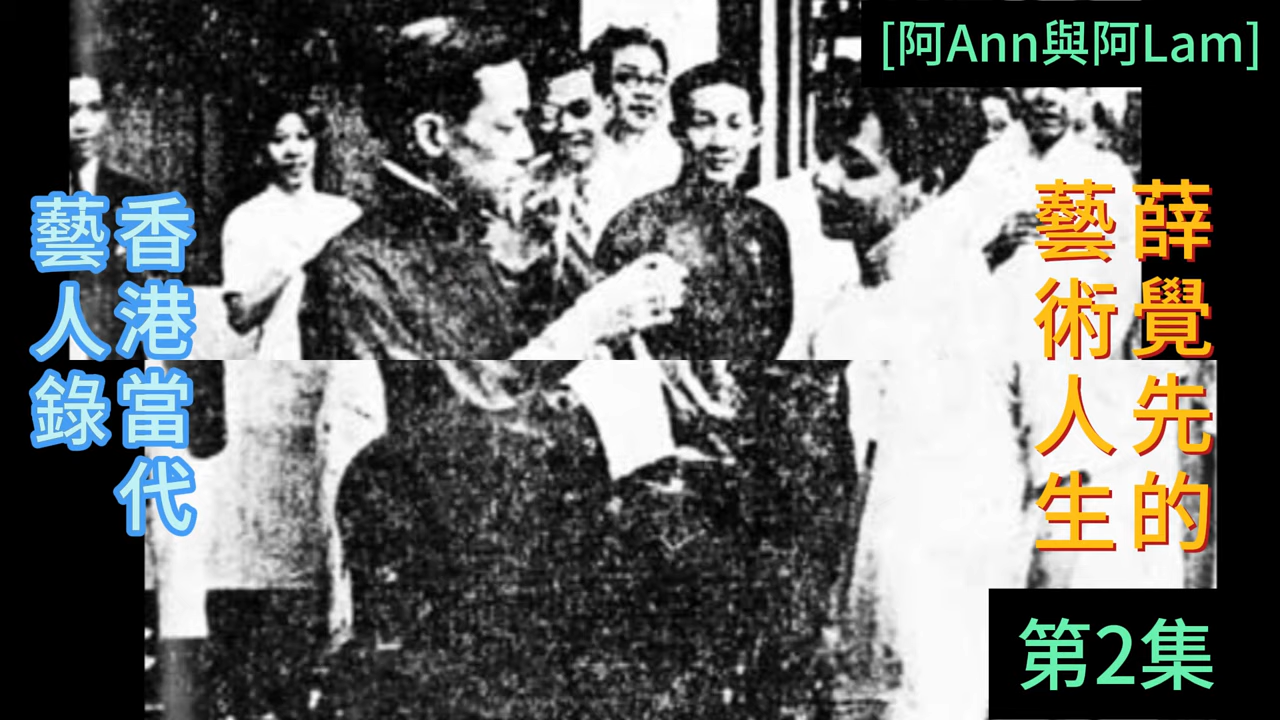 [阿Ann與阿Lam]
香港當代
藝人錄
薛覺先的
藝術人生
第2集